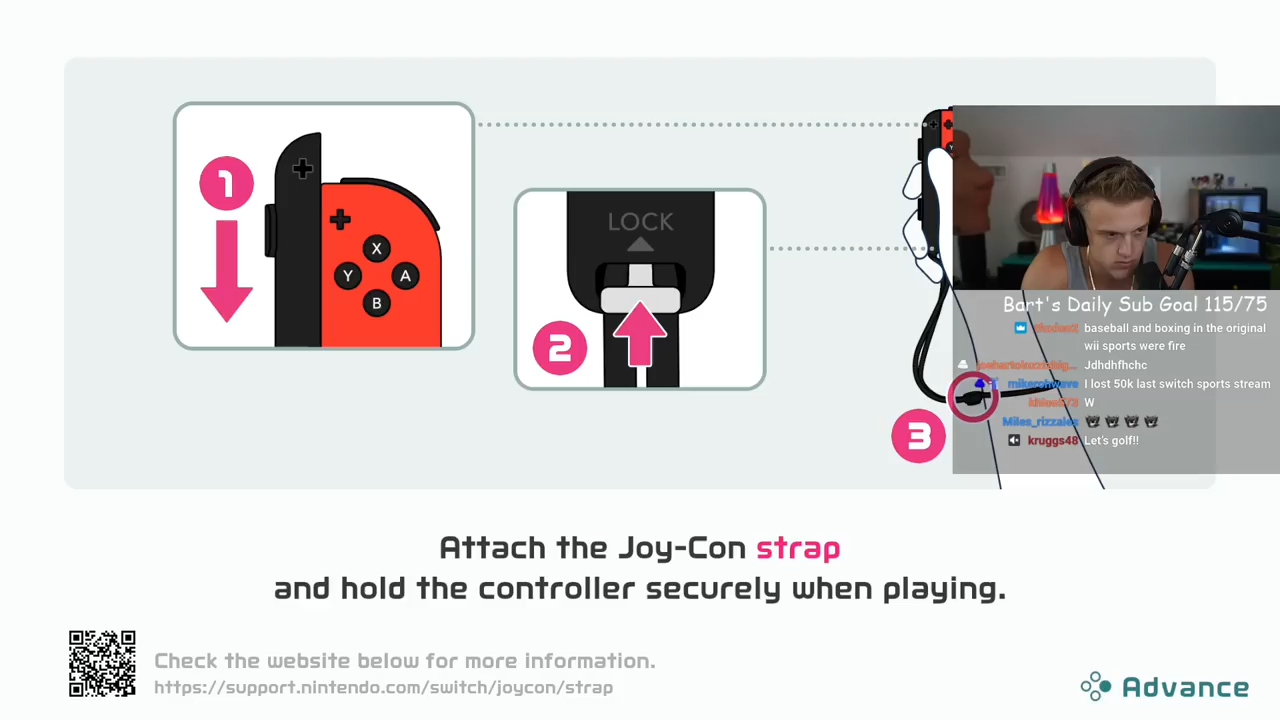 1
X
Y
A
B
LOCK
2
3
Bart's Daily Sub Goal 115/75
baseball and boxing in the original
wii sports were fire
Jdhdhfhchc
mikershwave I lost 50k last switch sports stream
W
Miles_rizzales
kruggs48 Let's golf!!
Attach the Joy-Con strap
and hold the controller securely when playing.
Check the website below for more information.
https://support.nintendo.com/switch/joycon/strap
Advance